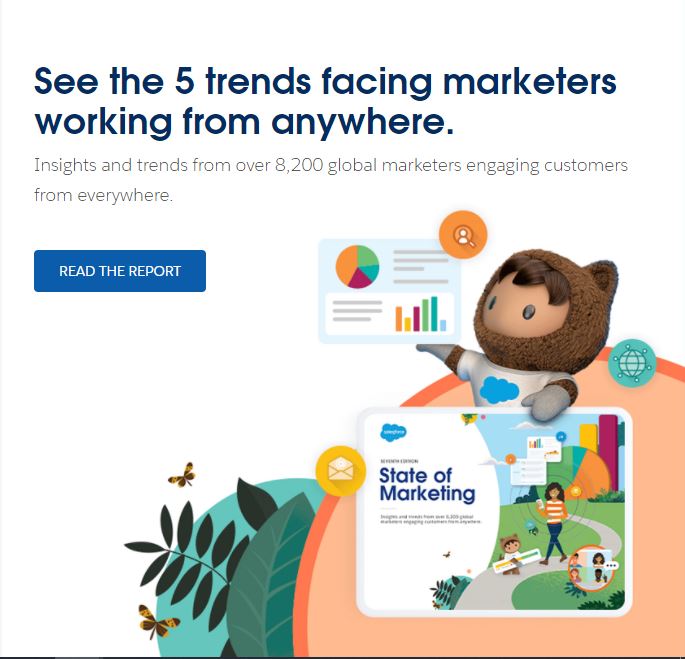 See the 5 trends facing marketers
working from anywhere.
Insights and trends from over 8,200 global marketers engaging customers
from everywhere.
READ THE REPORT
salesforce
SEVENTH EDITION
State of
Marketing
Insights and trends from over 8,200 global
marketers engaging customers from anywhere.